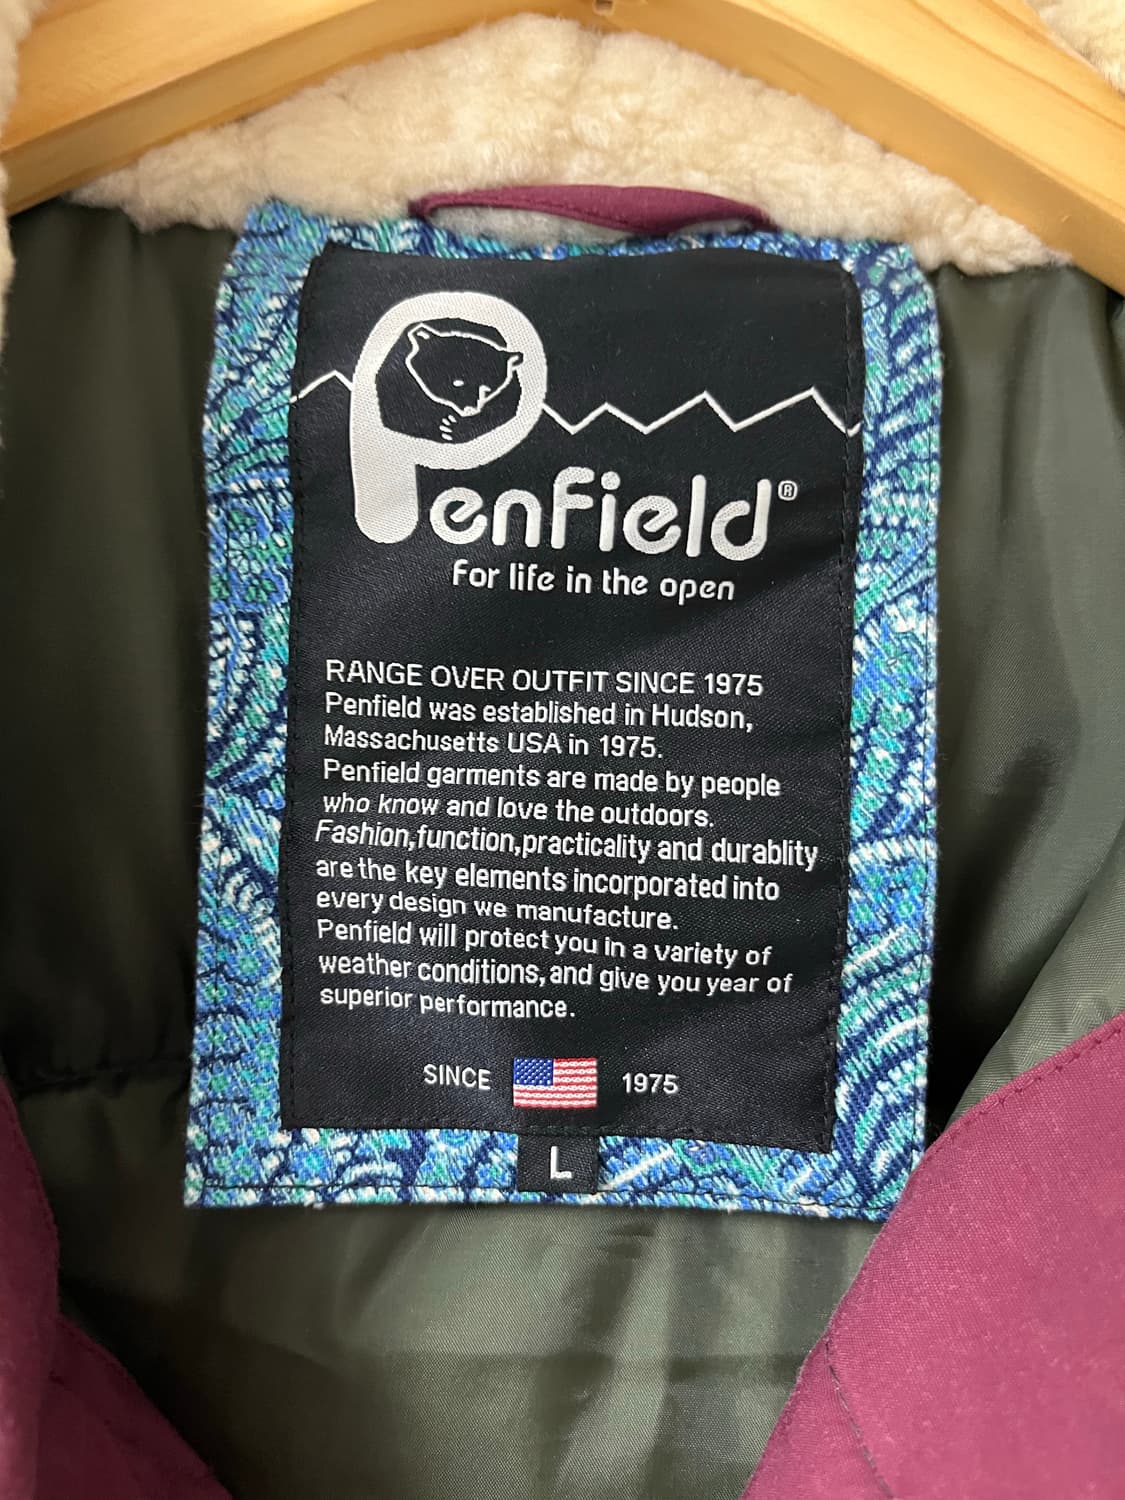 Penfield®
For life in the open
RANGE OVER OUTFIT SINCE 1975
Penfield was established in Hudson,
Massachusetts USA in 1975.
Penfield garments are made by people
who know and love the outdoors.
Fashion,function,practicality and durablity
are the key elements incorporated into
every design we manufacture.
Penfield will protect you in a variety of
weather conditions,and give you year of
superior performance.
SINCE 1975
L